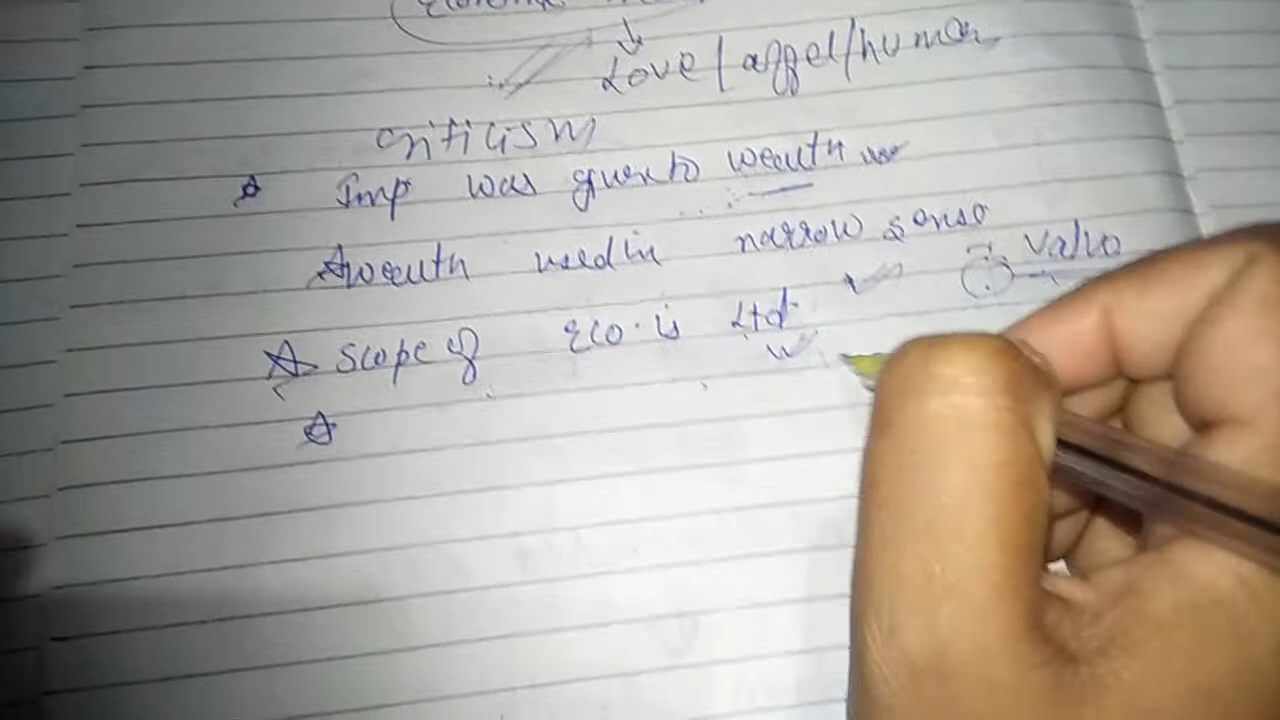 Love / affel / human
criticism
Imp was given to wealth
wealth used in narrow sense
value
scope of eco. is Ltd